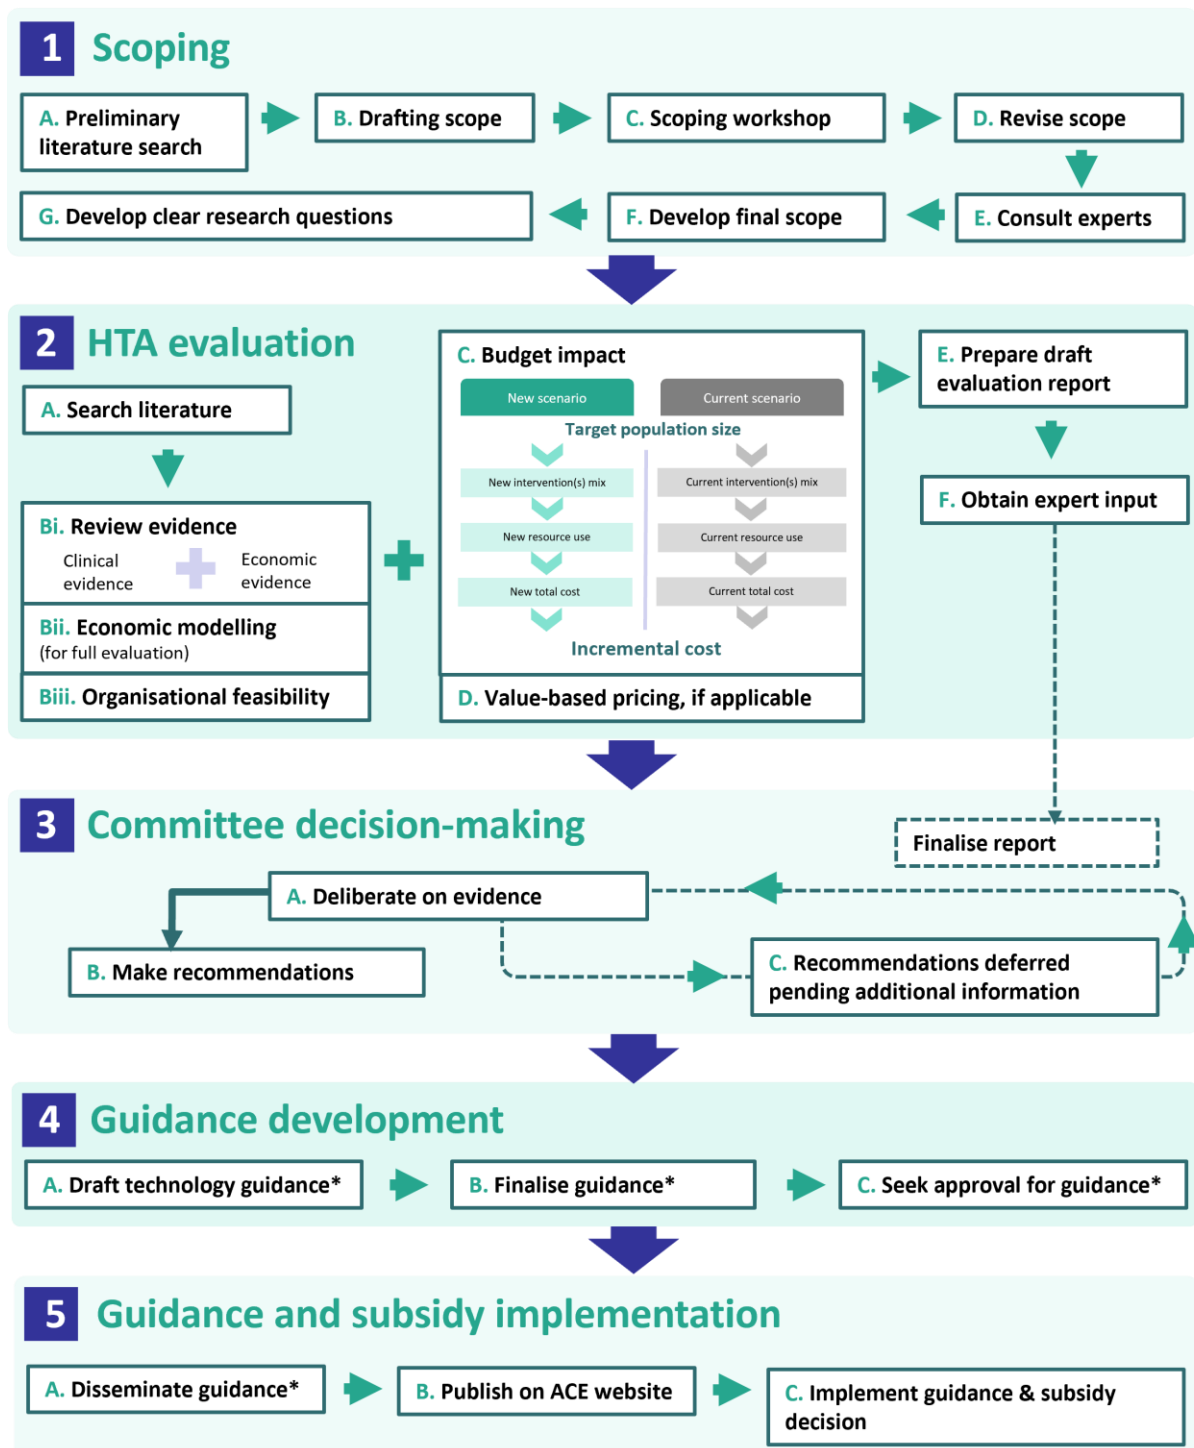 1 Scoping
A. Preliminary
literature search
B. Drafting scope
C. Scoping workshop
D. Revise scope
G. Develop clear research questions
F. Develop final scope
E. Consult experts
2 HTA evaluation
A. Search literature
Bi. Review evidence
Clinical
evidence
Economic
evidence
Bii. Economic modelling
(for full evaluation)
Biii. Organisational feasibility
C. Budget impact
New scenario
Current scenario
Target population size
New intervention(s) mix
Current intervention(s) mix
New resource use
Current resource use
New total cost
Current total cost
Incremental cost
D. Value-based pricing, if applicable
E. Prepare draft
evaluation report
F. Obtain expert input
3 Committee decision-making
Finalise report
A. Deliberate on evidence
B. Make recommendations
C. Recommendations deferred
pending additional information
4 Guidance development
A. Draft technology guidance*
B. Finalise guidance*
C. Seek approval for guidance*
5 Guidance and subsidy implementation
A. Disseminate guidance*
B. Publish on ACE website
C. Implement guidance & subsidy
decision